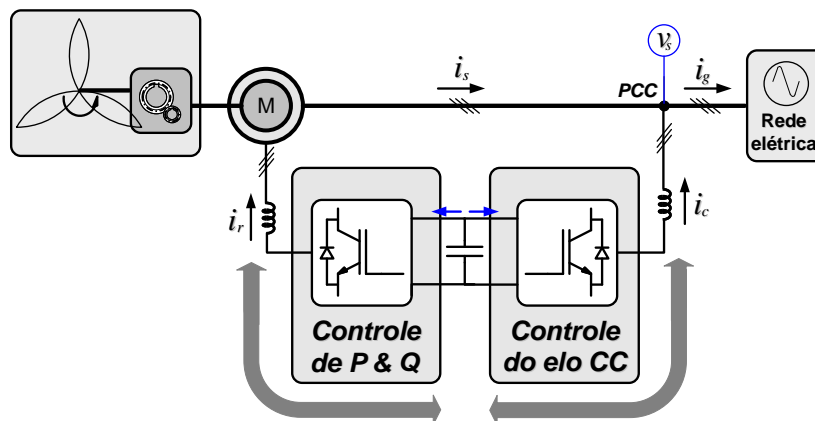 v_s
i_s
PCC
i_g
M
Rede
elétrica
i_r
i_c
Controle
de P & Q
Controle
do elo CC